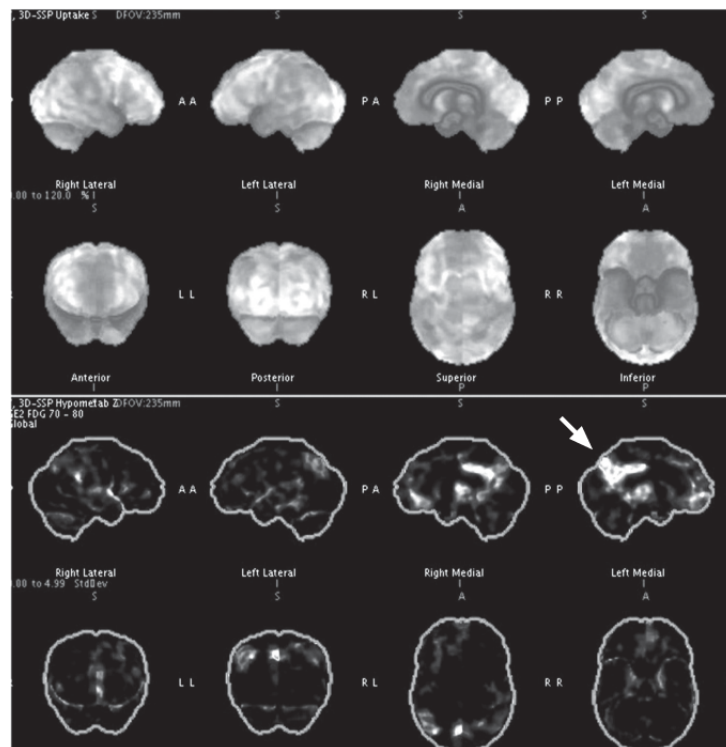 , 3D-SSP Uptake S DFOV:235mm S S S
A A P A P P
Right Lateral Left Lateral Right Medial Left Medial
.00 to 120.0 % I I I I
S S A A
L L R L R R
Anterior Posterior Superior Inferior
I I P P
, 3D-SSP Hypometab Z DFOV:235mm S S S
GE2 FDG 70 - 80
Global
P A A P A P P
Right Lateral Left Lateral Right Medial Left Medial
.00 to 4.99 StdDev I I I
S S A A
L L R L R R